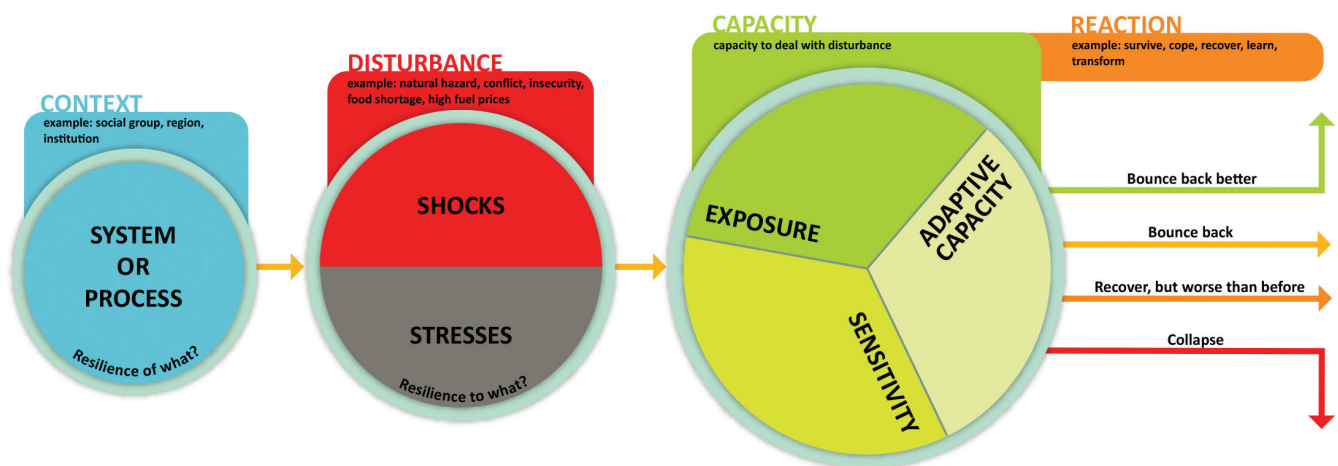 CONTEXT
example: social group, region,
institution
SYSTEM
OR
PROCESS
Resilience of what?
DISTURBANCE
example: natural hazard, conflict, insecurity,
food shortage, high fuel prices
SHOCKS
STRESSES
Resilience to what?
CAPACITY
capacity to deal with disturbance
EXPOSURE
ADAPTIVE
CAPACITY
SENSITIVITY
REACTION
example: survive, cope, recover, learn,
transform
Bounce back better
Bounce back
Recover, but worse than before
Collapse